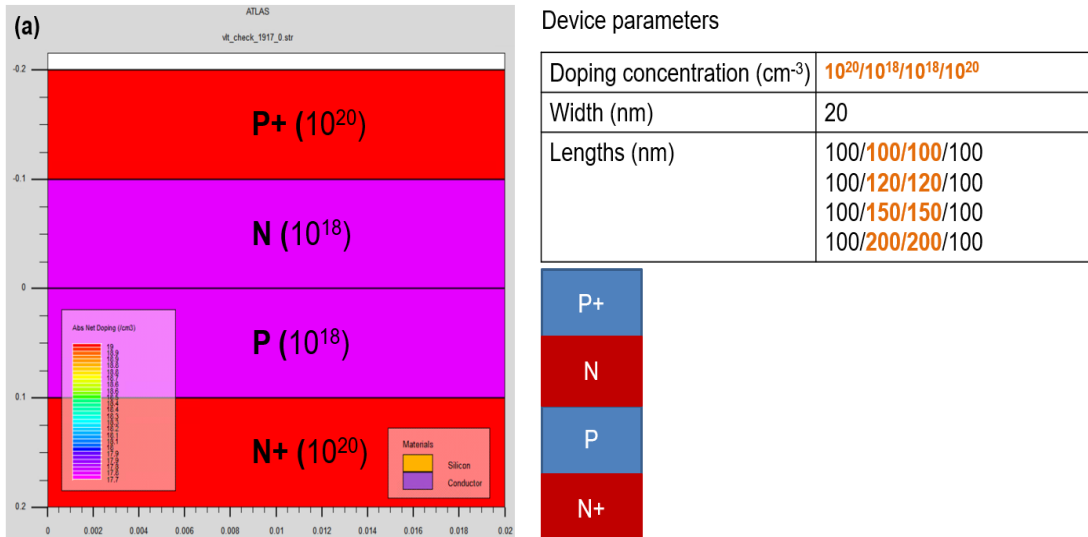 (a)
ATLAS
vlt_check_1917_0.str
-0.2
-0.1
0
0.1
0.2
P+ (10²⁰)
N (10¹⁸)
P (10¹⁸)
N+ (10²⁰)
Abs Net Doping (/cm3)
Materials
Silicon
Conductor
0 0.002 0.004 0.006 0.008 0.01 0.012 0.014 0.016 0.018 0.02
Device parameters
Doping concentration (cm⁻³) 10²⁰/10¹⁸/10¹⁸/10²⁰
Width (nm) 20
Lengths (nm) 100/100/100/100
100/120/120/100
100/150/150/100
100/200/200/100
P+
N
P
N+